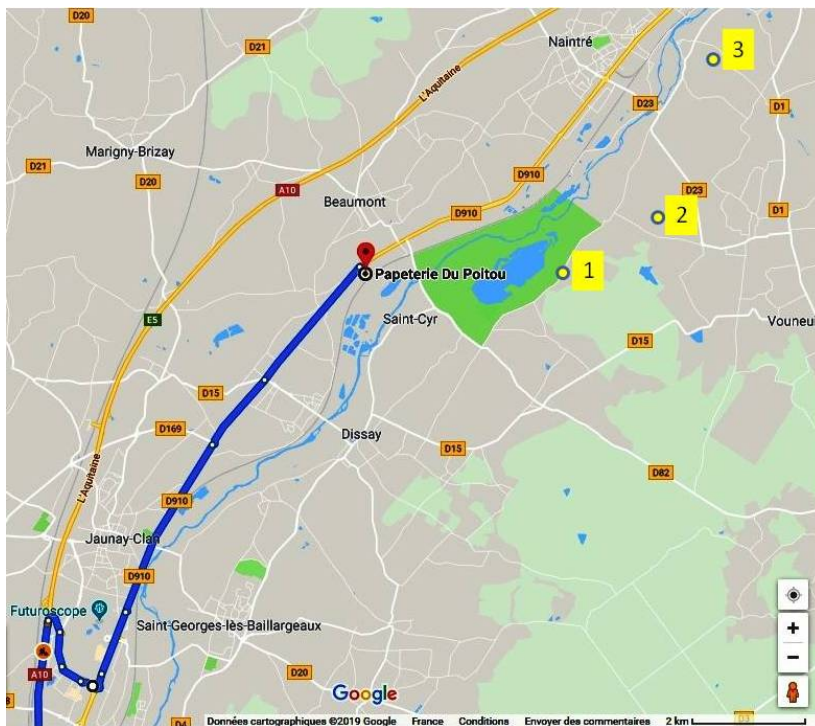 Naintré
3
D20
D21
L'Aquitaine
D23
D1
Marigny-Brizay
D21
D20
A10
Beaumont
D910
D23
2
D910
D1
Papeterie Du Poitou
1
E5
Saint-Cyr
Vouneui
D15
D15
D169
Dissay
D15
D82
L'Aquitaine
D910
Jaunay-Clan
D910
Futuroscope
Saint-Georges-lès-Baillargeaux
A10
D20
+
−
Google
D4
Données cartographiques ©2019 Google France Conditions Envoyer des commentaires 2 km